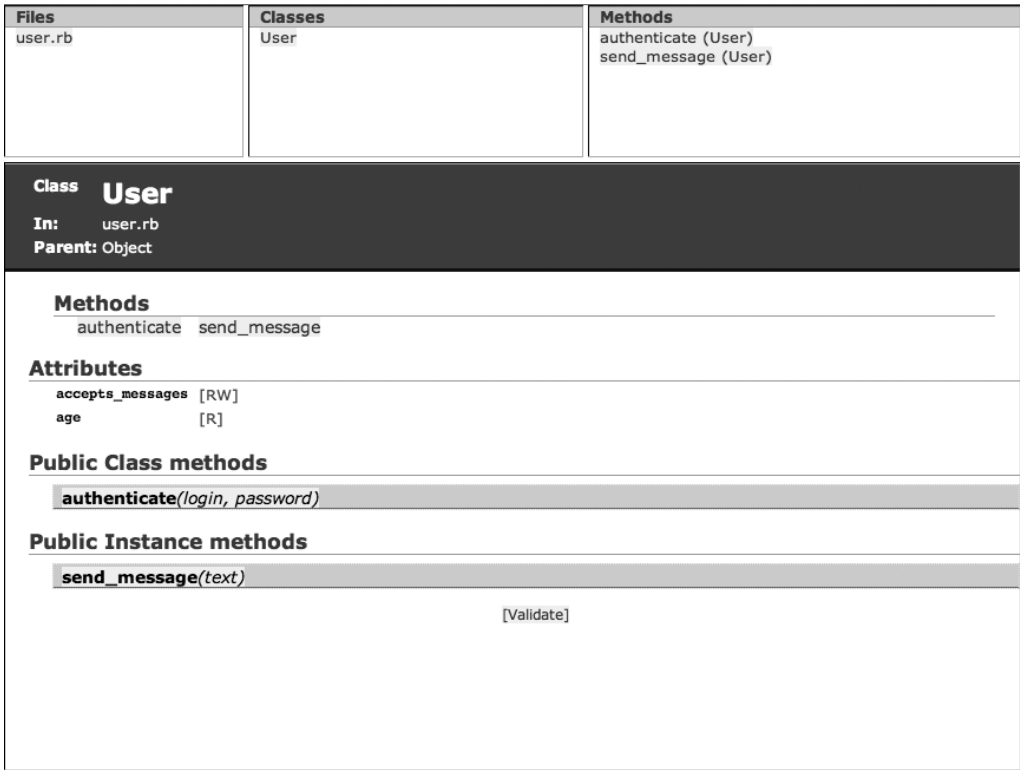 Files
user.rb
Classes
User
Methods
authenticate (User)
send_message (User)
Class User
In: user.rb
Parent: Object
Methods
authenticate send_message
Attributes
accepts_messages [RW]
age [R]
Public Class methods
authenticate(login, password)
Public Instance methods
send_message(text)
[Validate]